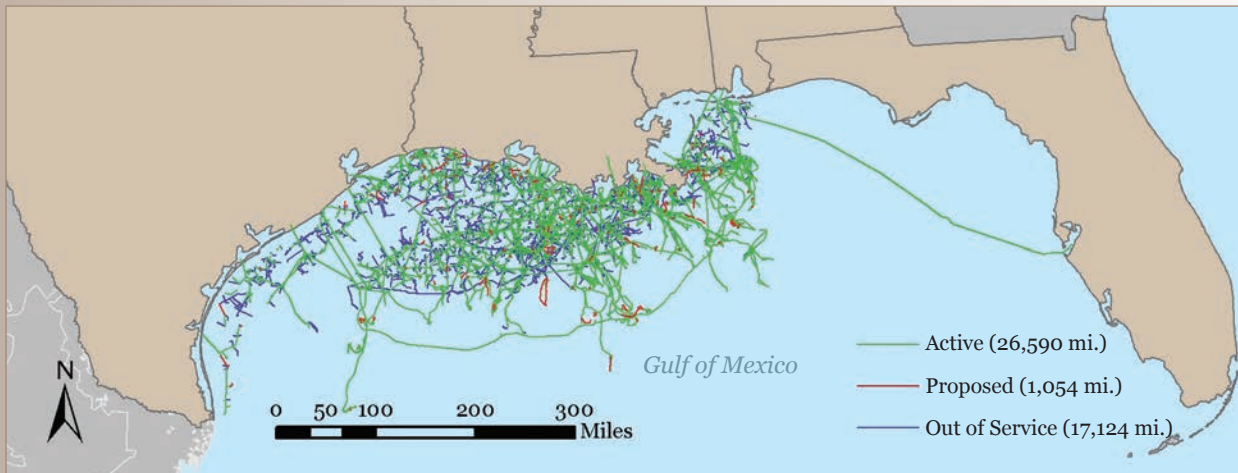 N
0 50 100 200 300
Miles
Gulf of Mexico
Active (26,590 mi.)
Proposed (1,054 mi.)
Out of Service (17,124 mi.)